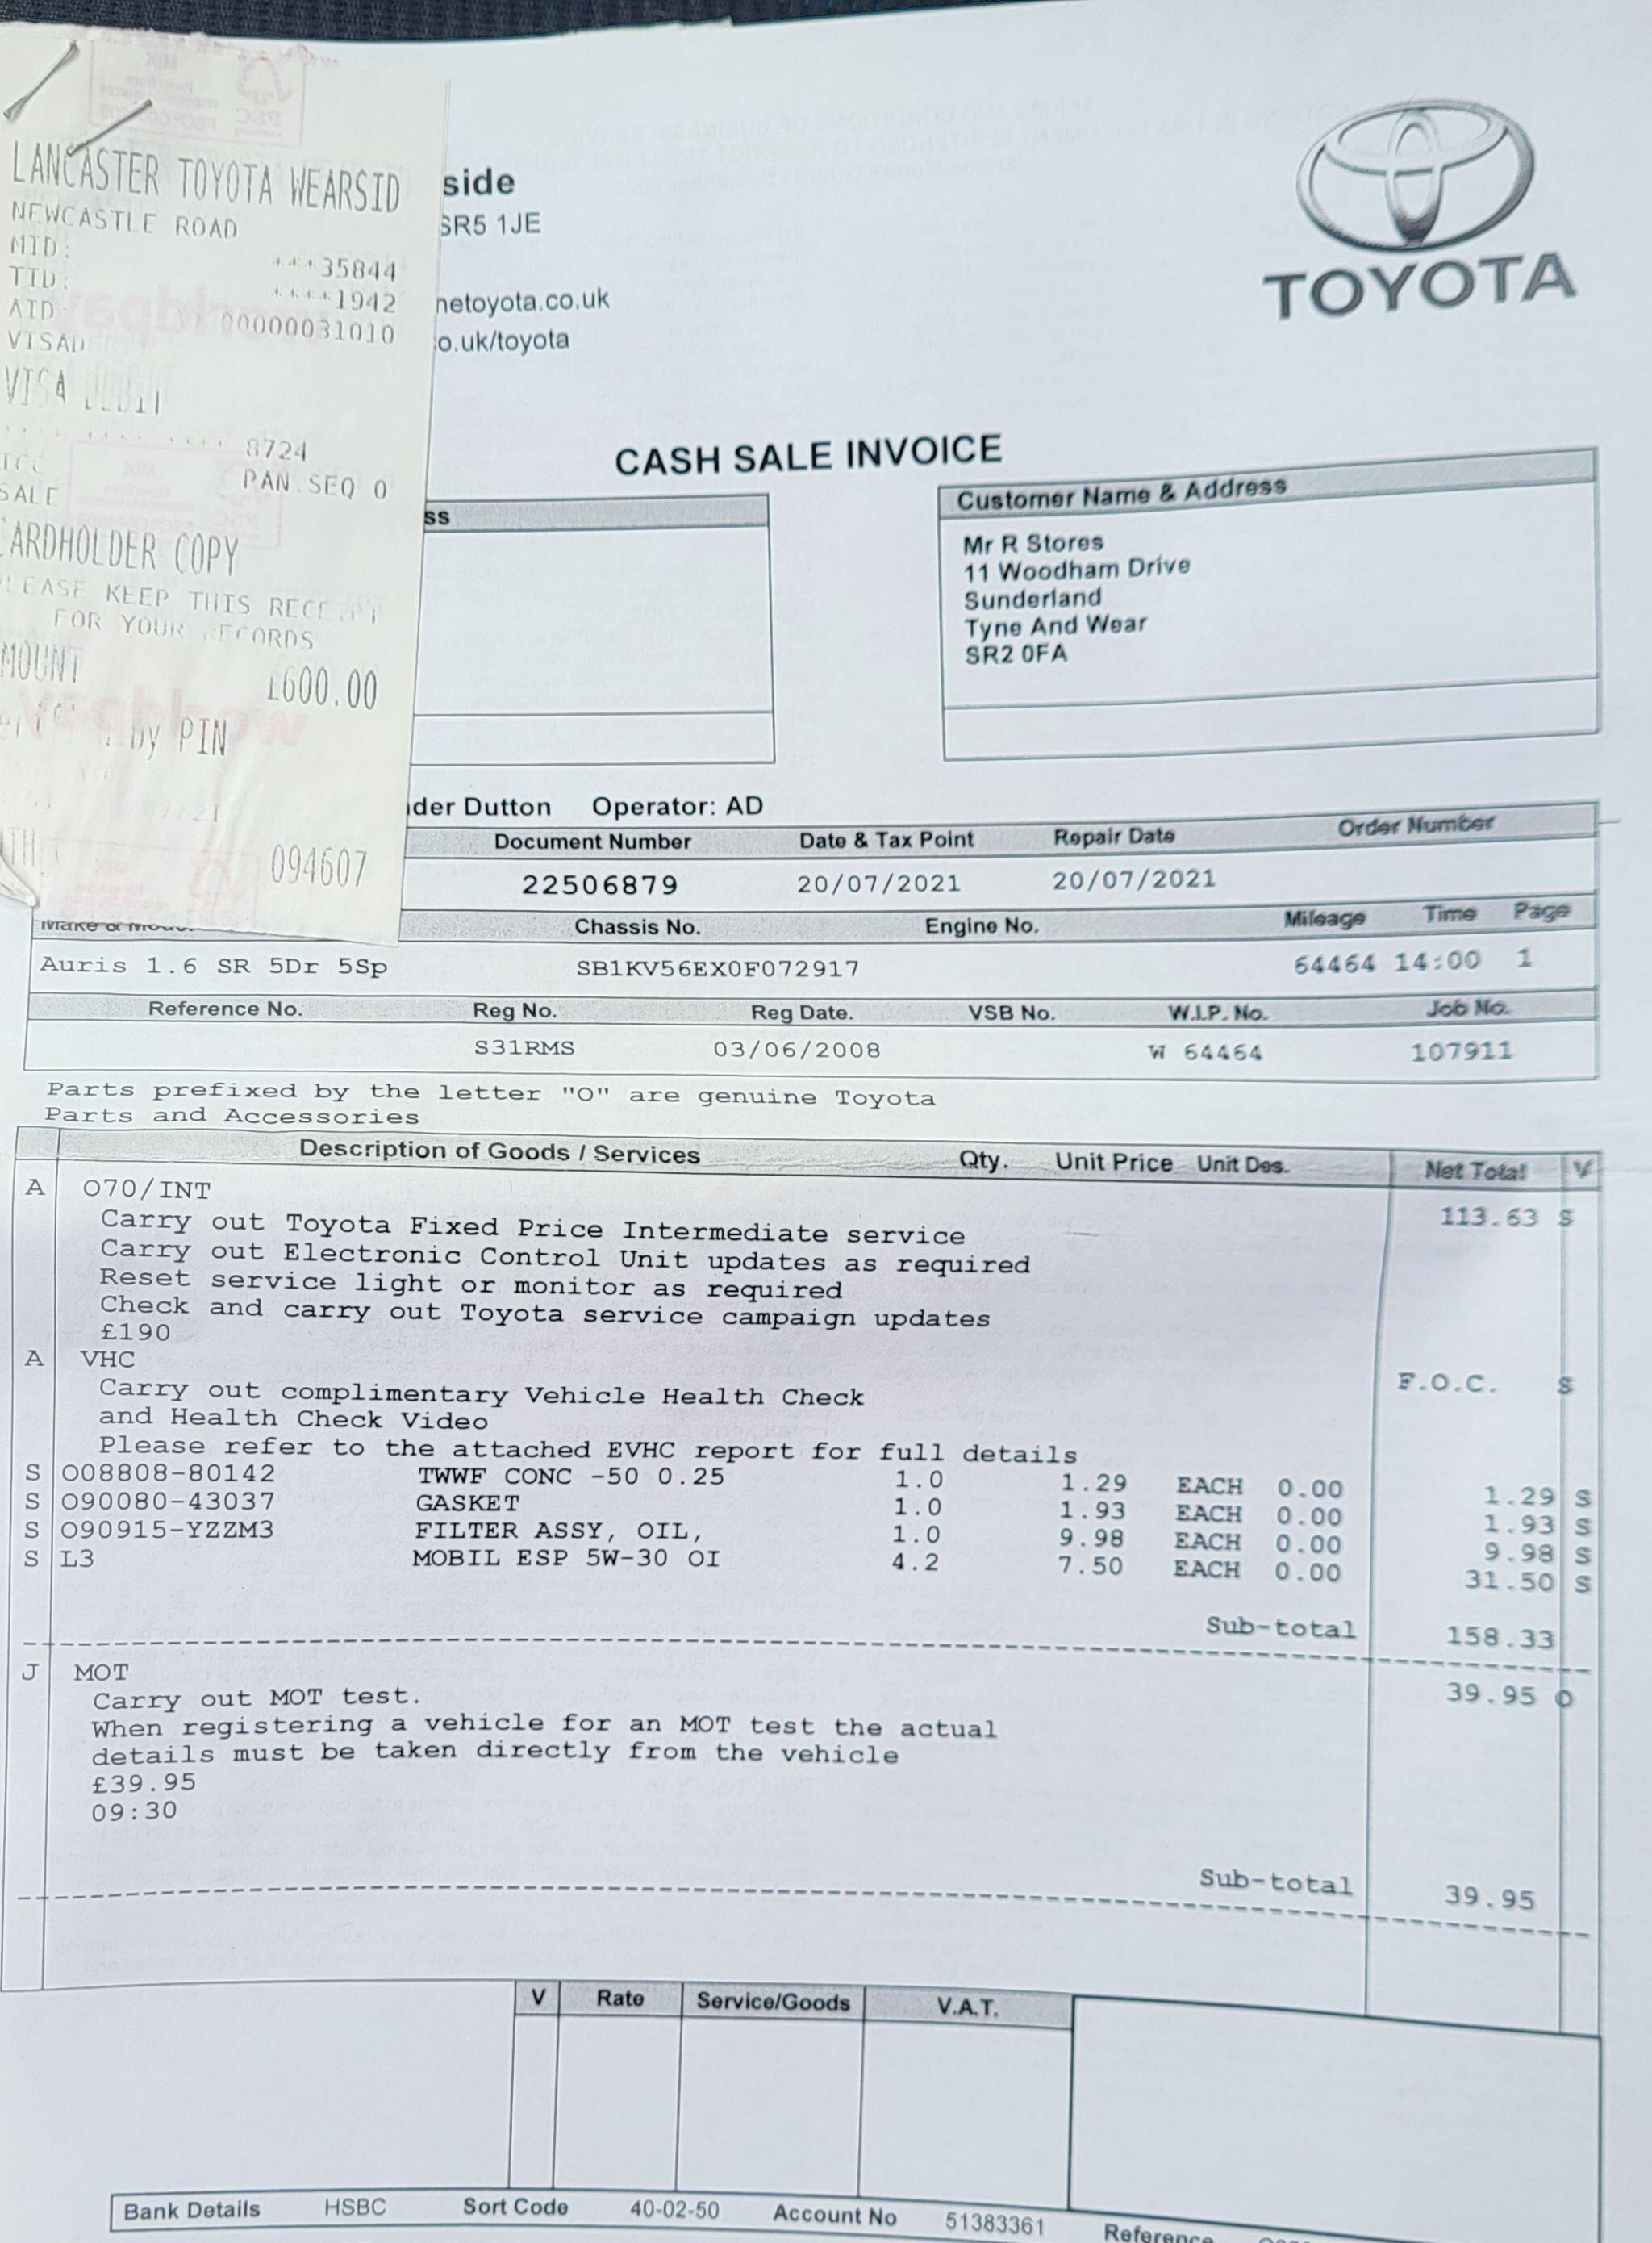 LANCASTER TOYOTA WEARSID
NEWCASTLE ROAD
MID: ***35844
TID: ****1942
AID 00000031010
VISAD
VISA DEBIT
8724
ICC PAN.SEQ 0
SALE
CARDHOLDER COPY
PLEASE KEEP THIS RECEIPT
FOR YOUR RECORDS
AMOUNT £600.00
by PIN
094607
side
SR5 1JE
netoyota.co.uk
o.uk/toyota
TOYOTA
CASH SALE INVOICE
ss
Customer Name & Address
Mr R Stores
11 Woodham Drive
Sunderland
Tyne And Wear
SR2 0FA
der Dutton Operator: AD
Document Number Date & Tax Point Repair Date Order Number
22506879 20/07/2021 20/07/2021
Make & Model Chassis No. Engine No. Mileage Time Page
Auris 1.6 SR 5Dr 5Sp SB1KV56EX0F072917 64464 14:00 1
Reference No. Reg No. Reg Date. VSB No. W.I.P. No. Job No.
S31RMS 03/06/2008 W 64464 107911
Parts prefixed by the letter "O" are genuine Toyota
Parts and Accessories
Description of Goods / Services Qty. Unit Price Unit Des. Net Total V
A O70/INT
Carry out Toyota Fixed Price Intermediate service 113.63 S
Carry out Electronic Control Unit updates as required
Reset service light or monitor as required
Check and carry out Toyota service campaign updates
£190
A VHC
Carry out complimentary Vehicle Health Check F.O.C. S
and Health Check Video
Please refer to the attached EVHC report for full details
S O08808-80142 TWWF CONC -50 0.25 1.0 1.29 EACH 0.00 1.29 S
S O90080-43037 GASKET 1.0 1.93 EACH 0.00 1.93 S
S O90915-YZZM3 FILTER ASSY, OIL, 1.0 9.98 EACH 0.00 9.98 S
S L3 MOBIL ESP 5W-30 OI 4.2 7.50 EACH 0.00 31.50 S
Sub-total 158.33
J MOT
Carry out MOT test. 39.95 O
When registering a vehicle for an MOT test the actual
details must be taken directly from the vehicle
£39.95
09:30
Sub-total 39.95
V Rate Service/Goods V.A.T.
Bank Details HSBC Sort Code 40-02-50 Account No 51383361 Reference